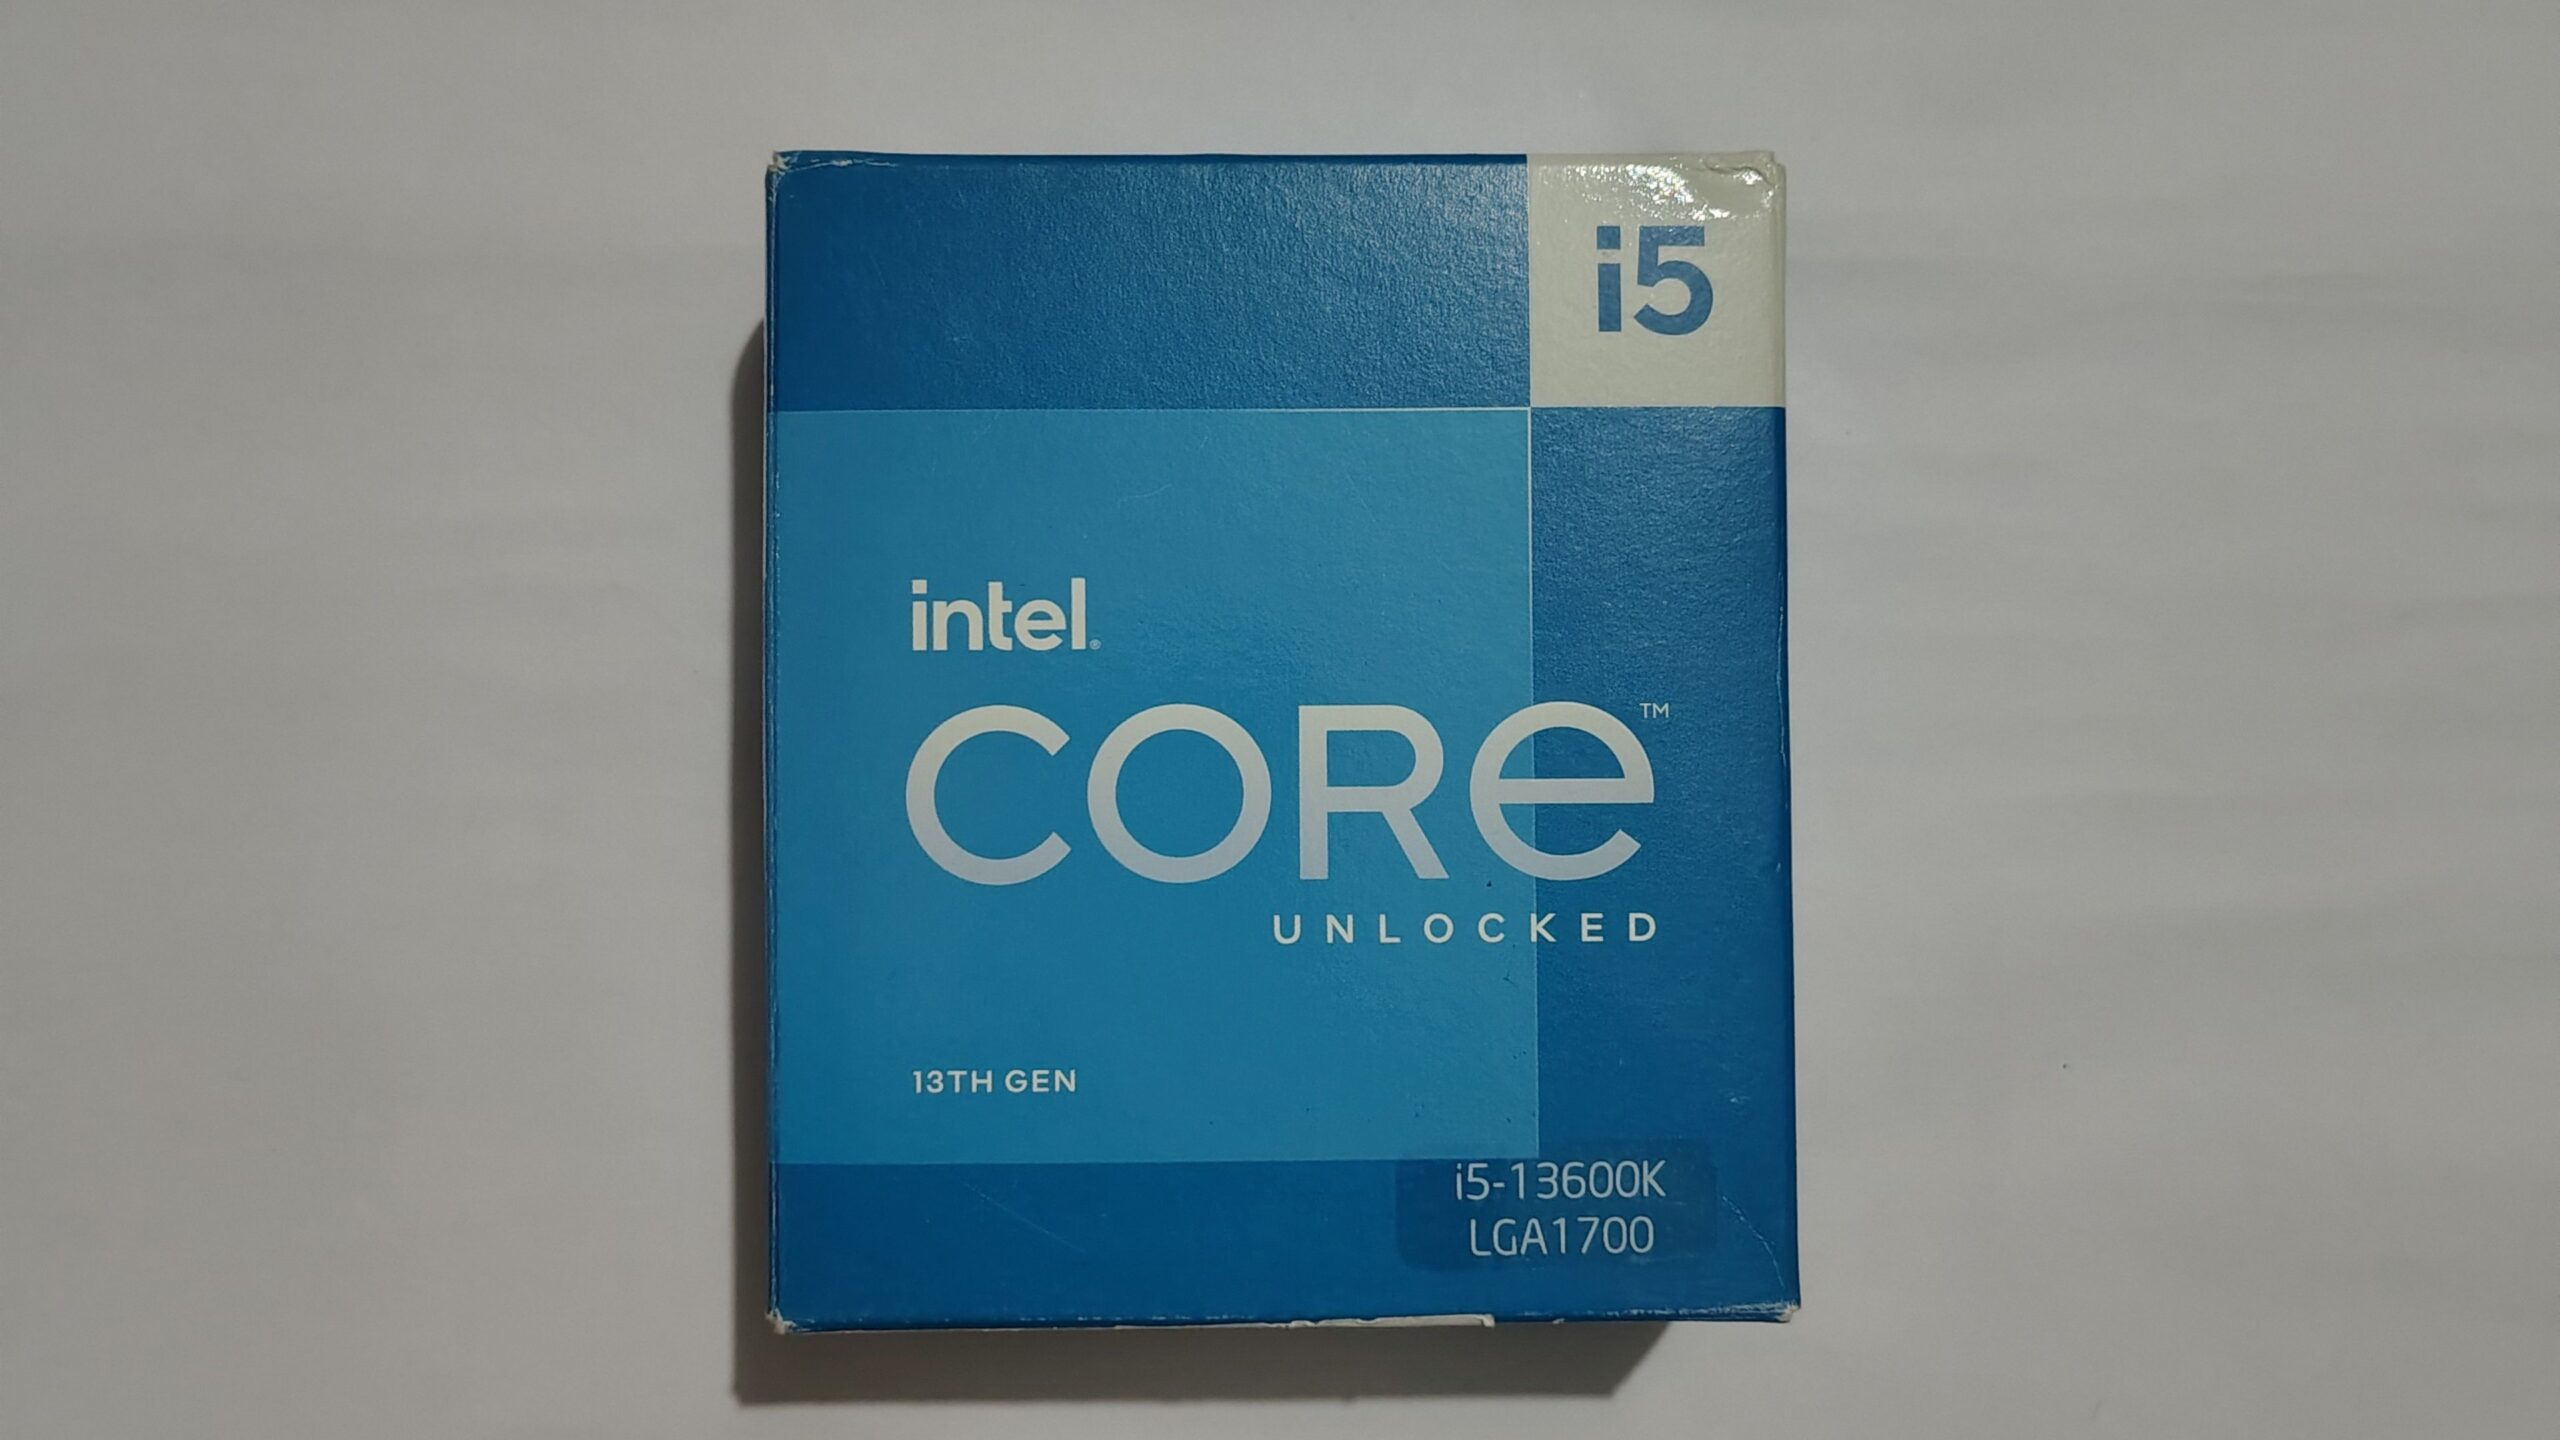 i5
intel®
CORe™
UNLOCKED
13TH GEN
i5-13600K
LGA1700